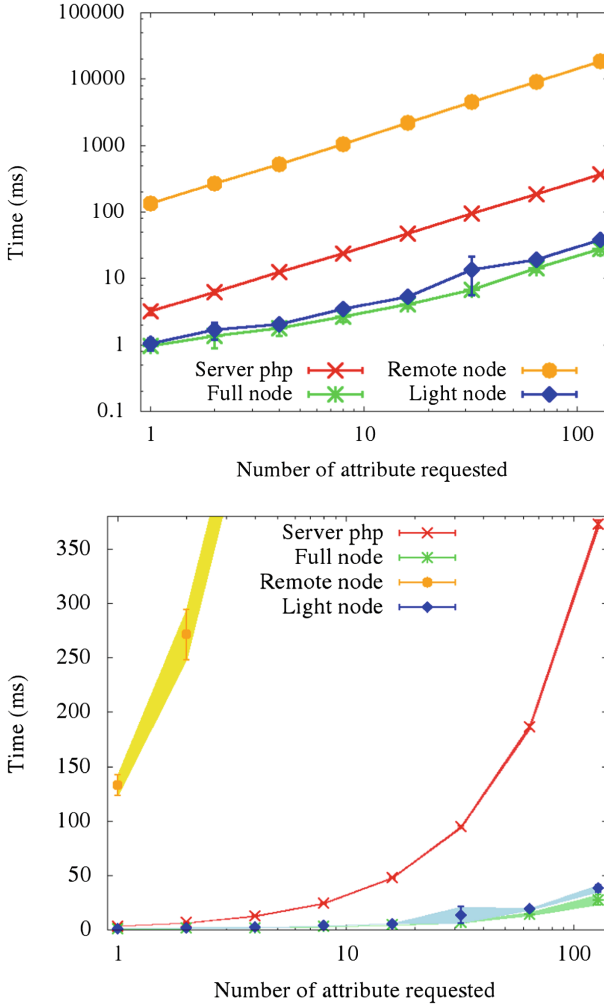 100000
10000
1000
100
10
1
0.1
Time (ms)
Server php
Remote node
Full node
Light node
1
10
100
Number of attribute requested
350
300
250
200
150
100
50
0
Time (ms)
Server php
Full node
Remote node
Light node
1
10
100
Number of attribute requested